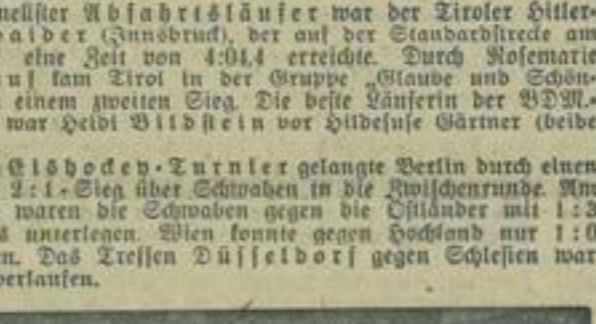 nellster Abfahrtsläufer war der Tiroler Hitler-
aider (Innsbruck), der auf der Standardstrecke am
eine Zeit von 4:04,4 erreichte. Durch Rosemarie
uf kam Tirol in der Gruppe „Glaube und Schön-
einem zweiten Sieg. Die beste Läuferin der BDM.-
war Heidi Bildstein vor Hildesuse Gärtner (beide
Eishockey-Turnier gelangte Berlin durch einen
2:1-Sieg über Schwaben in die Zwischenrunde. Am
waren die Schwaben gegen die Ostländer mit 1:3
s unterlegen. Wien konnte gegen Hochland nur 1:0
n. Das Treffen Düsseldorf gegen Schlesien war
verlaufen.